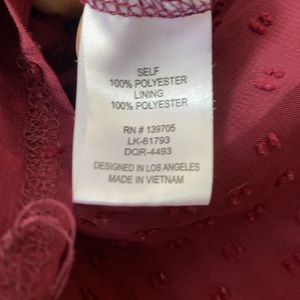 SELF
100% POLYESTER
LINING
100% POLYESTER
RN # 139705
LK-61793
DQR-4493
DESIGNED IN LOS ANGELES
MADE IN VIETNAM